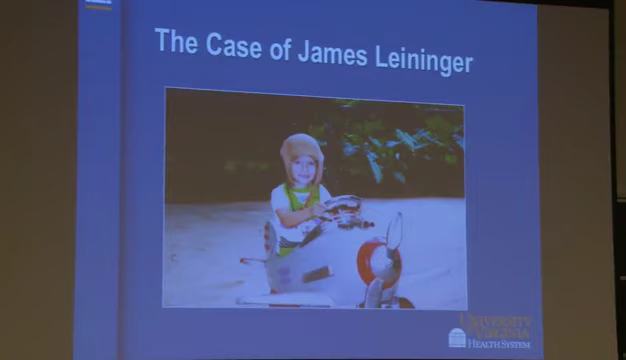 The Case of James Leininger
UNIVERSITY
VIRGINIA
HEALTH SYSTEM